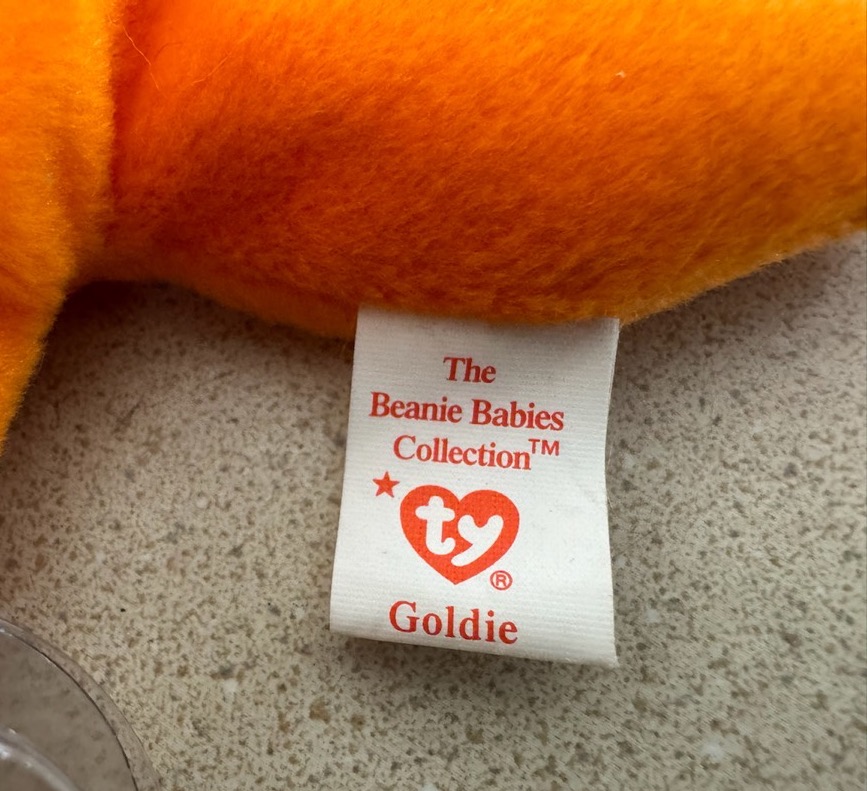 The
Beanie Babies
Collection™
ty
®
Goldie